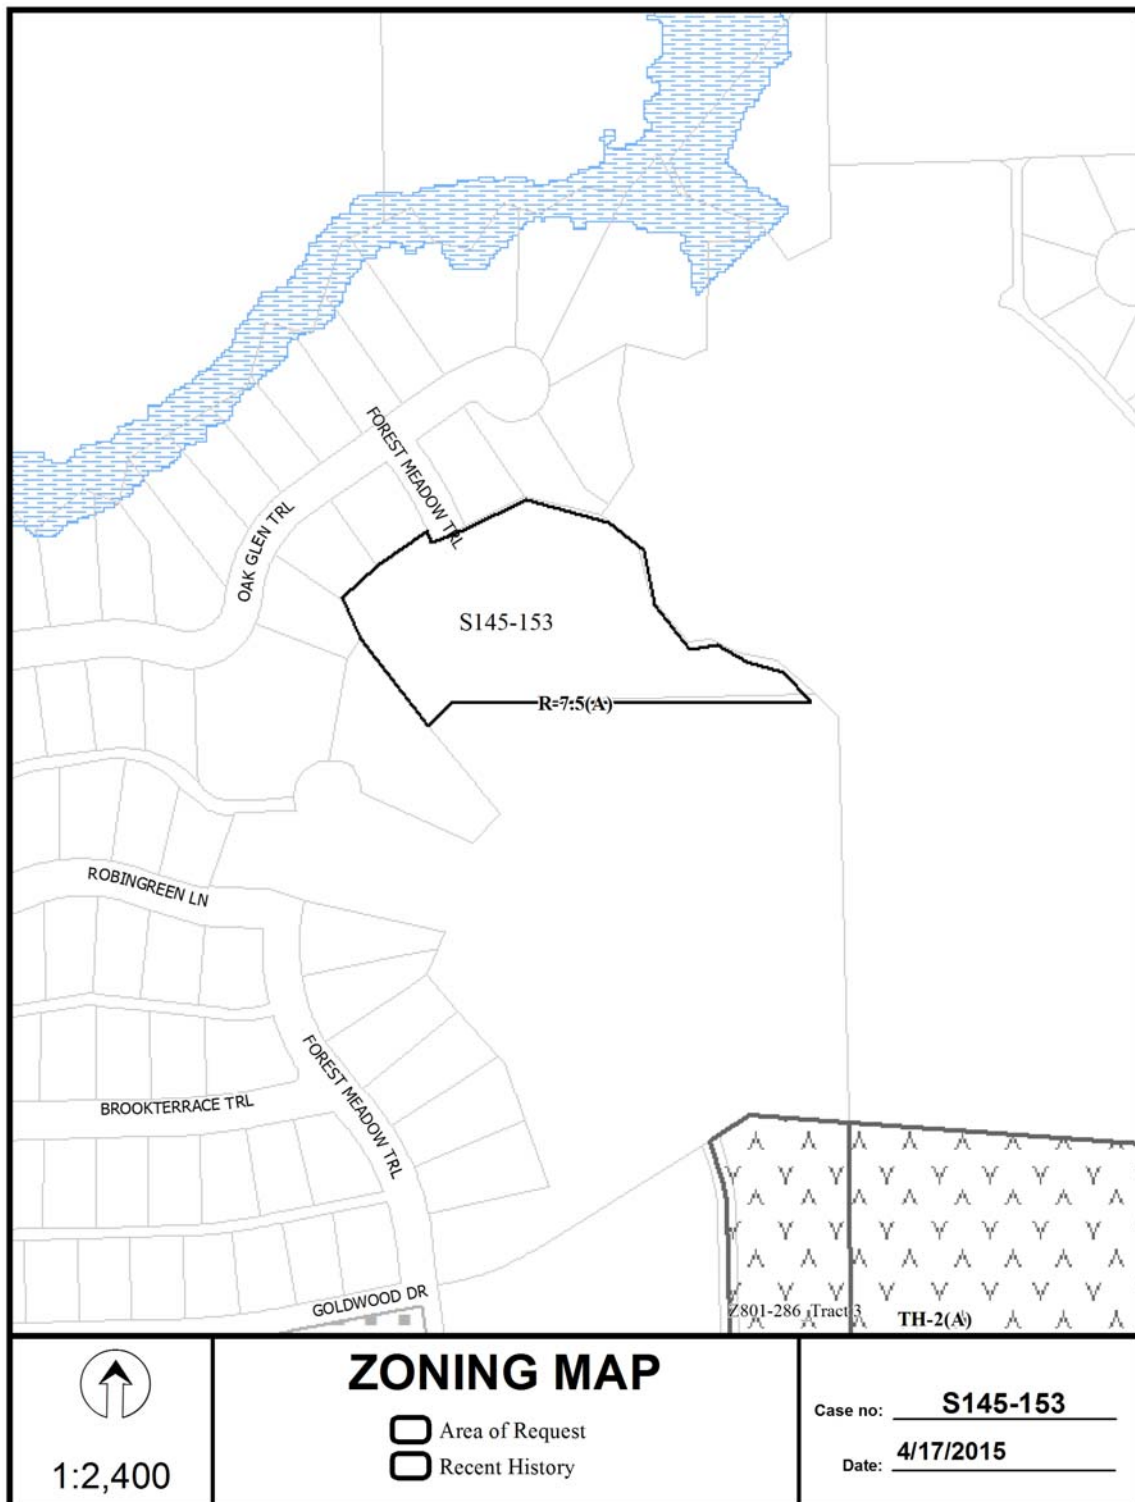 FOREST MEADOW TRL
OAK GLEN TRL
S145-153
R-7.5(A)
ROBINGREEN LN
FOREST MEADOW TRL
BROOKTERRACE TRL
GOLDWOOD DR
Z801-286 Tract 3
TH-2(A)
1:2,400
ZONING MAP
Area of Request
Recent History
Case no: S145-153
Date: 4/17/2015